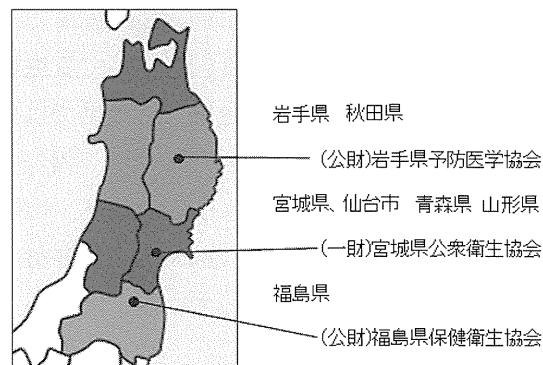 岩手県 秋田県
(公財)岩手県予防医学協会
宮城県、仙台市 青森県 山形県
(一財)宮城県公衆衛生協会
福島県
(公財)福島県保健衛生協会